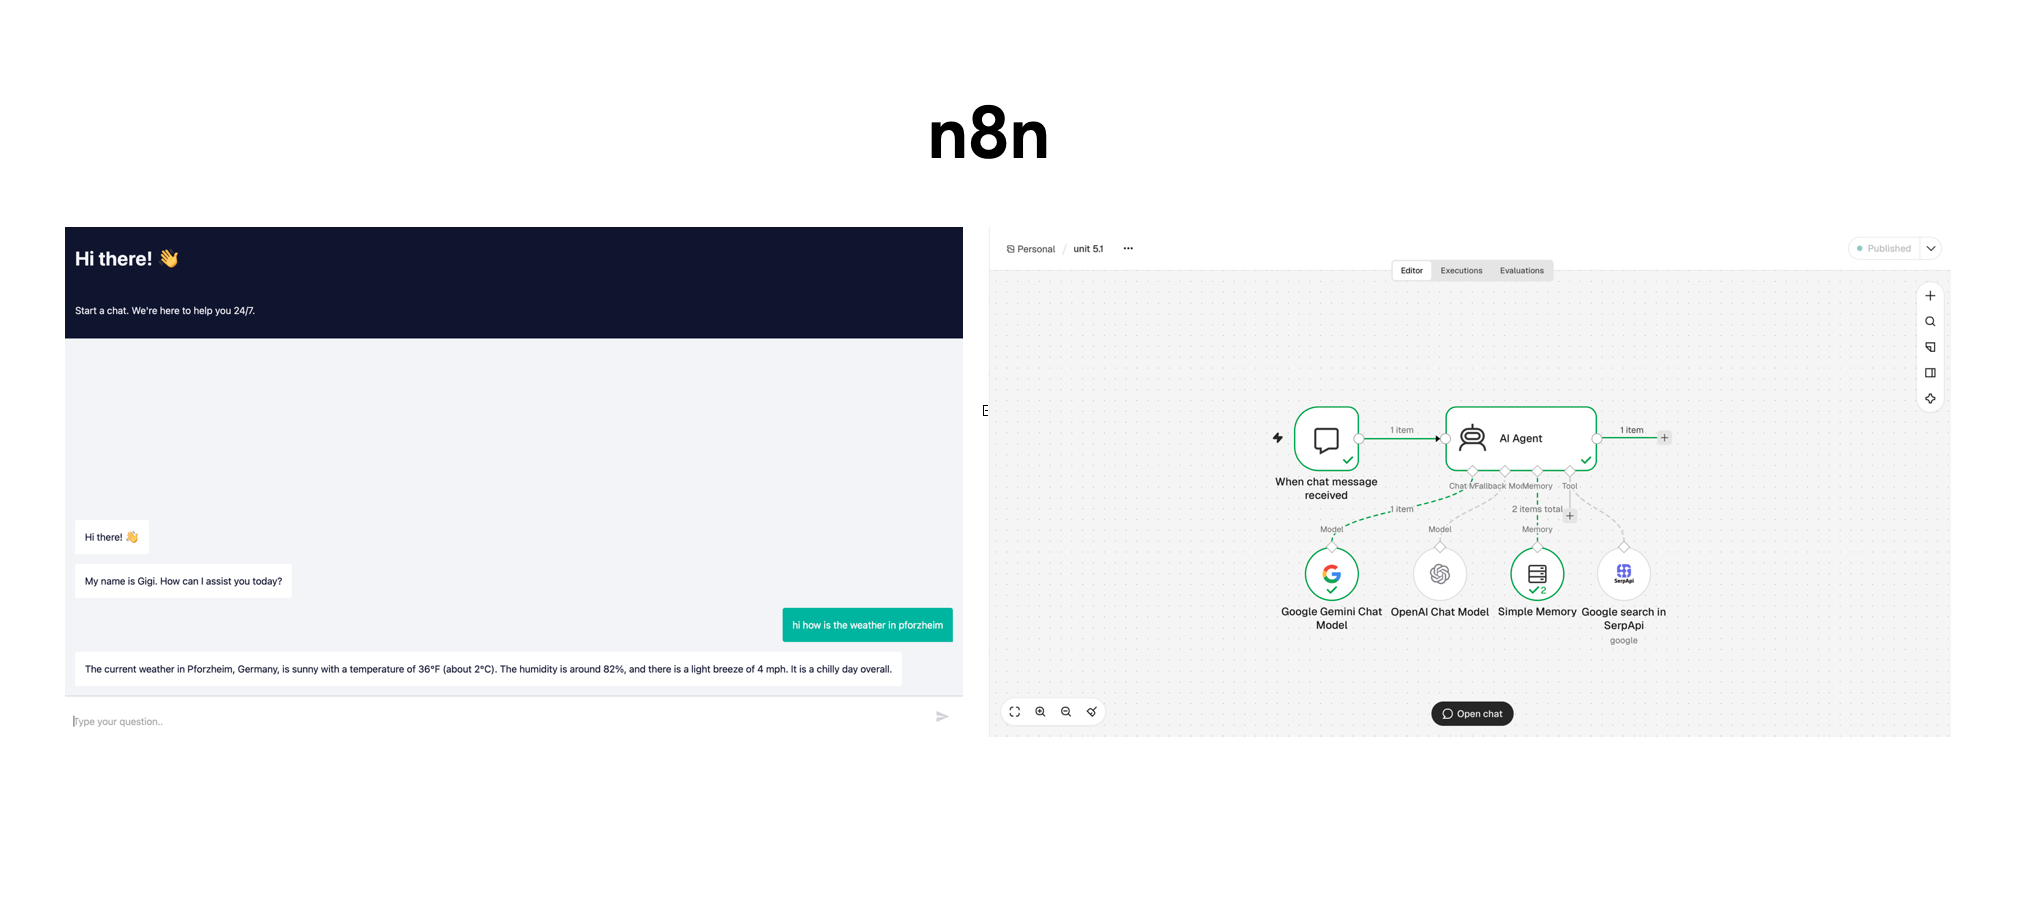 n8n
Hi there! 👋
Start a chat. We're here to help you 24/7.
Hi there! 👋
My name is Gigi. How can I assist you today?
hi how is the weather in pforzheim
The current weather in Pforzheim, Germany, is sunny with a temperature of 36°F (about 2°C). The humidity is around 82%, and there is a light breeze of 4 mph. It is a chilly day overall.
Type your question..
Personal / unit 5.1 ...
Published
Editor Executions Evaluations
1 item
AI Agent
1 item
When chat message
received
Chat M Fallback Mod Memory Tool
1 item
2 items total
Model
Model
Memory
2
SerpApi
Google Gemini Chat
Model
OpenAI Chat Model
Simple Memory
Google search in
SerpApi
google
Open chat